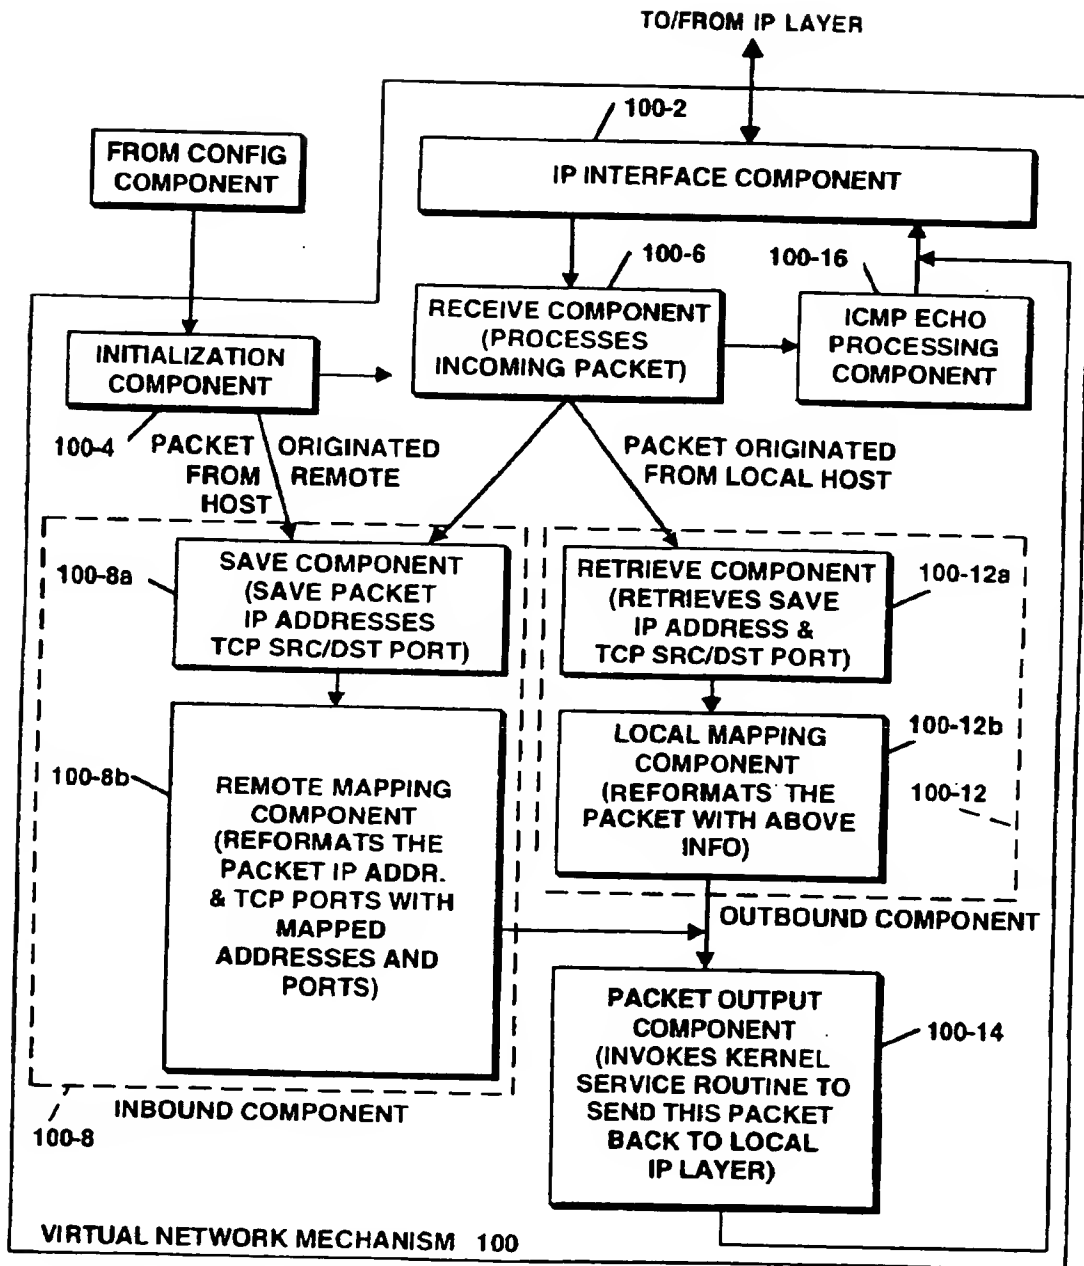 TO/FROM IP LAYER
100-2
FROM CONFIG
COMPONENT
IP INTERFACE COMPONENT
100-6
100-16
RECEIVE COMPONENT
(PROCESSES
INCOMING PACKET)
ICMP ECHO
PROCESSING
COMPONENT
INITIALIZATION
COMPONENT
100-4
PACKET ORIGINATED
FROM REMOTE
HOST
PACKET ORIGINATED
FROM LOCAL HOST
100-8a
SAVE COMPONENT
(SAVE PACKET
IP ADDRESSES
TCP SRC/DST PORT)
RETRIEVE COMPONENT
(RETRIEVES SAVE
IP ADDRESS &
TCP SRC/DST PORT)
100-12a
100-8b
REMOTE MAPPING
COMPONENT
(REFORMATS THE
PACKET IP ADDR.
& TCP PORTS WITH
MAPPED
ADDRESSES AND
PORTS)
LOCAL MAPPING
COMPONENT
(REFORMATS THE
PACKET WITH ABOVE
INFO)
100-12b
100-12
OUTBOUND COMPONENT
PACKET OUTPUT
COMPONENT
(INVOKES KERNEL
SERVICE ROUTINE TO
SEND THIS PACKET
BACK TO LOCAL
IP LAYER)
100-14
INBOUND COMPONENT
100-8
VIRTUAL NETWORK MECHANISM 100